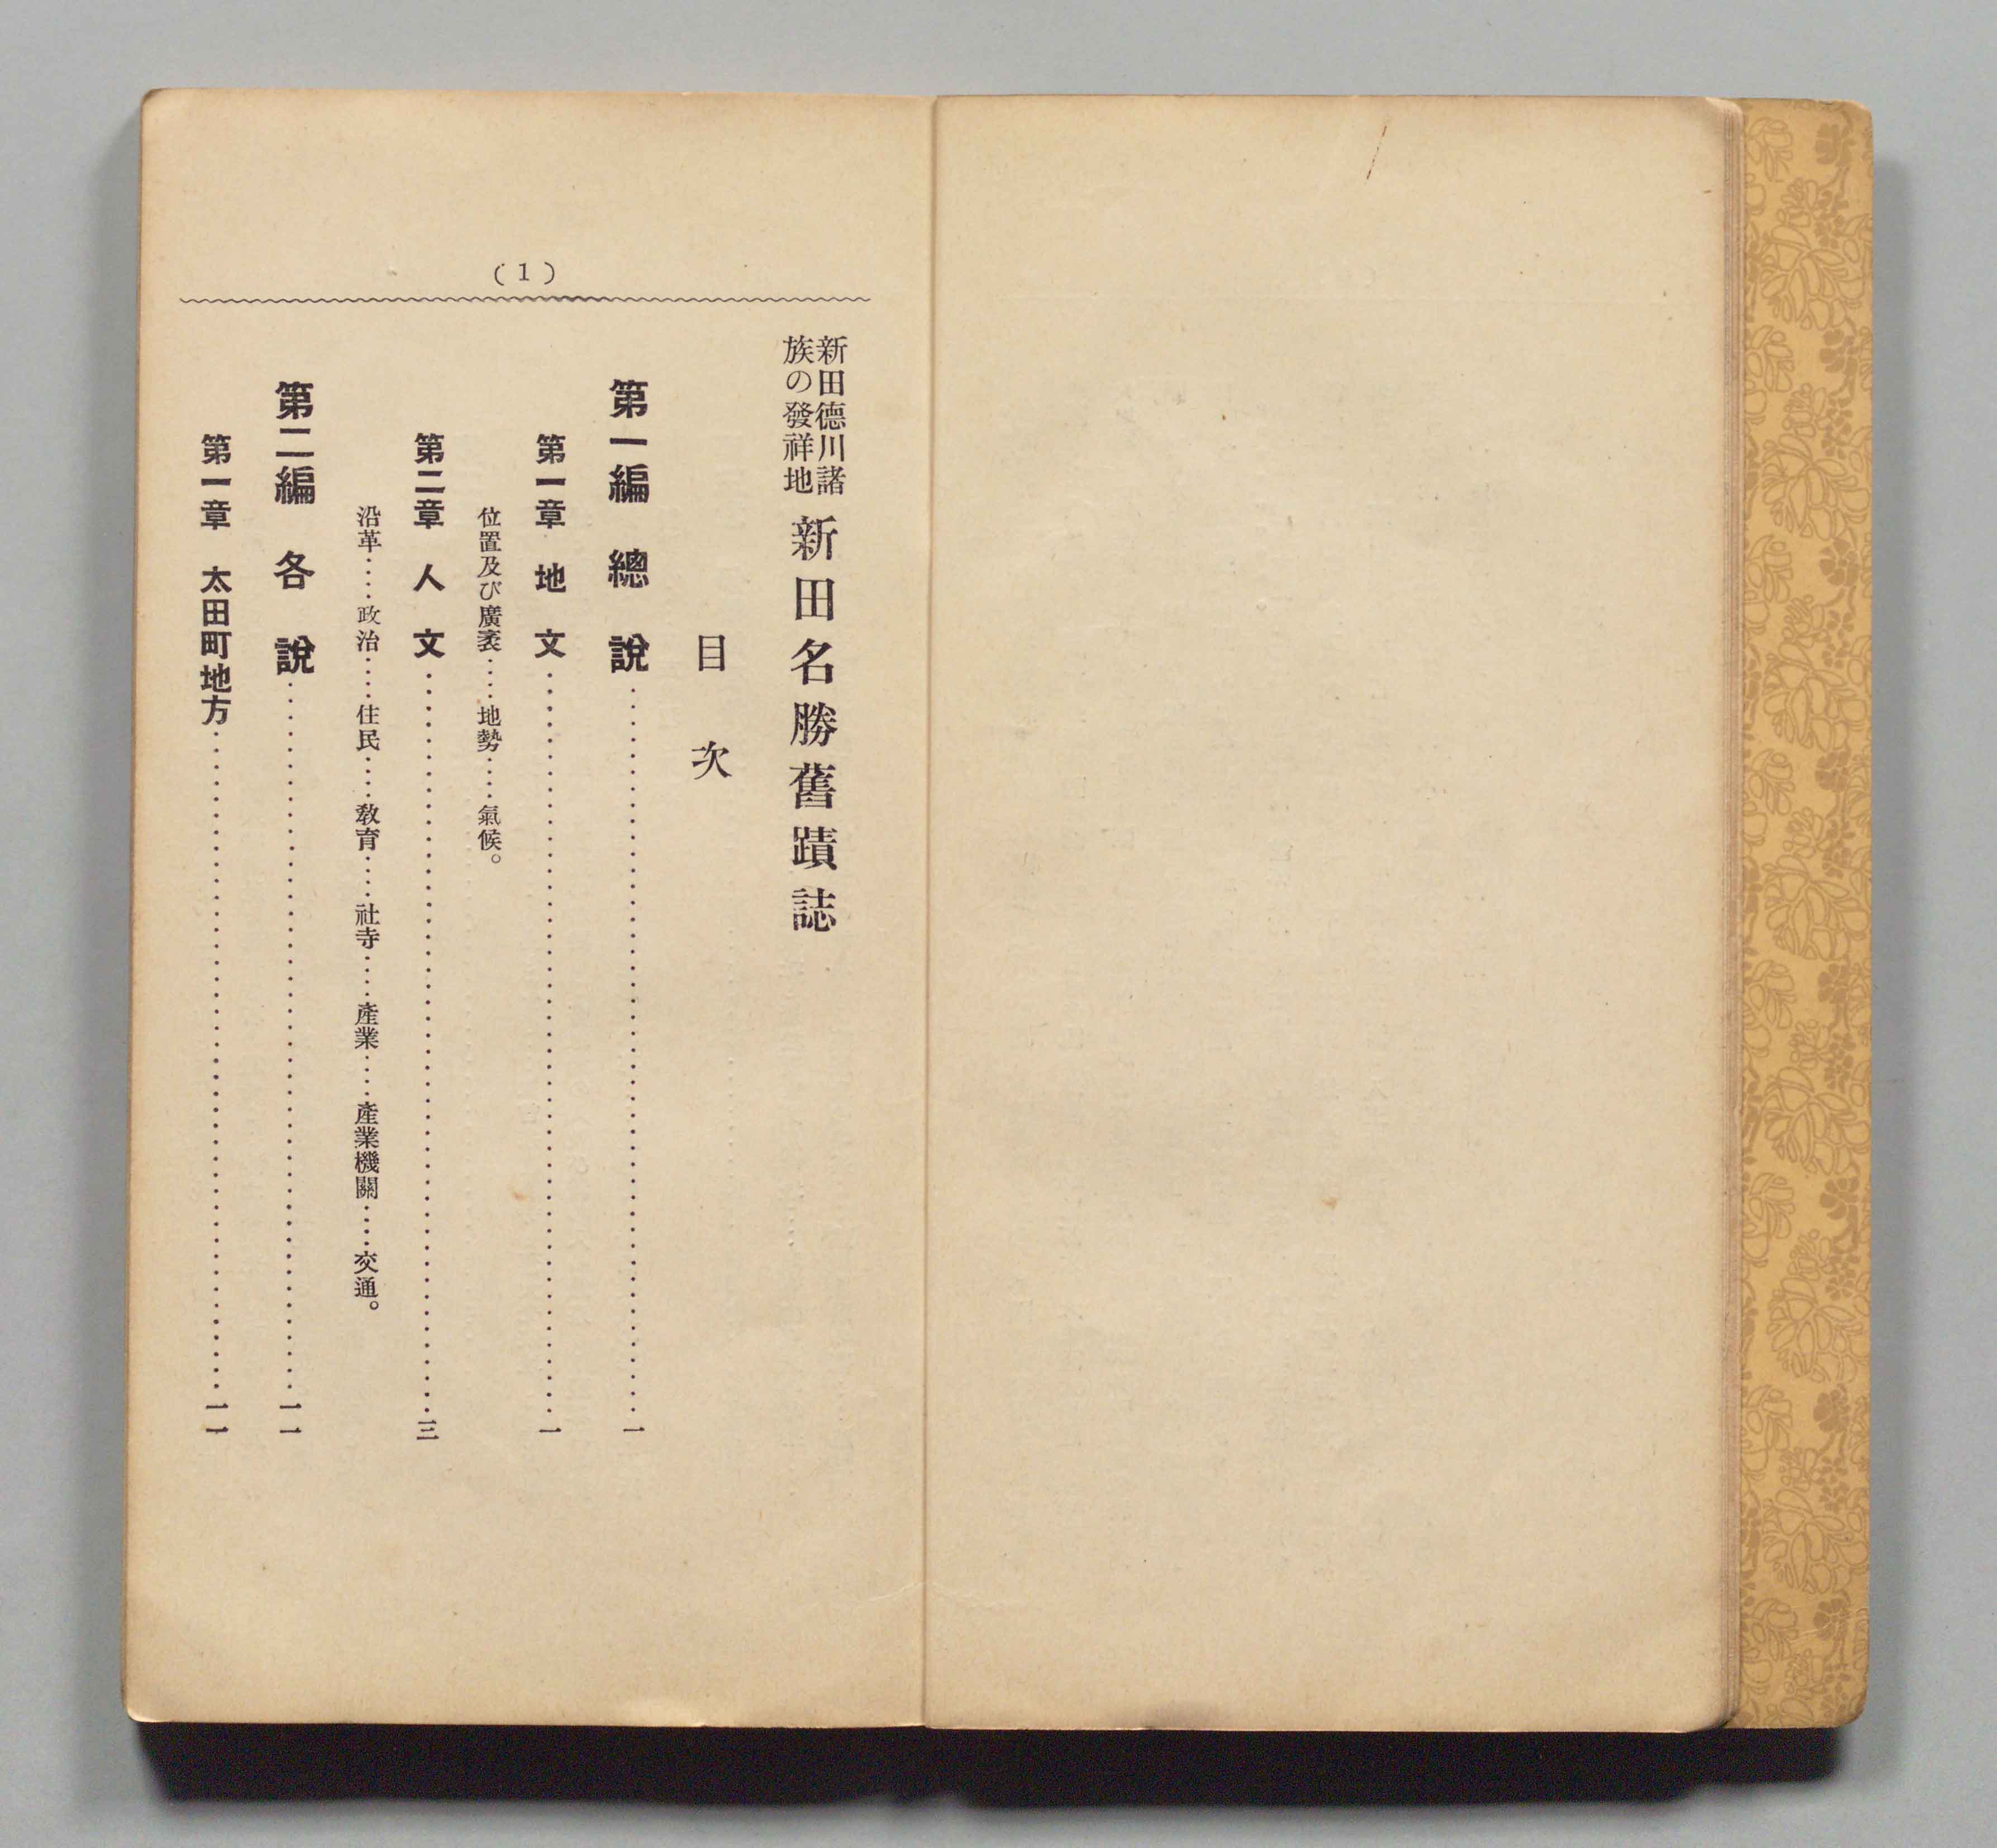 (1)
新田德川諸
族の發祥地
新田名勝舊蹟誌
目次
第一編 總說……一
第一章 地文……一
位置及び廣袤……地勢……氣候。
第二章 人文……三
沿革……政治……住民……敎育……社寺……產業……產業機關……交通。
第二編 各說……一一
第一章 太田町地方……一一